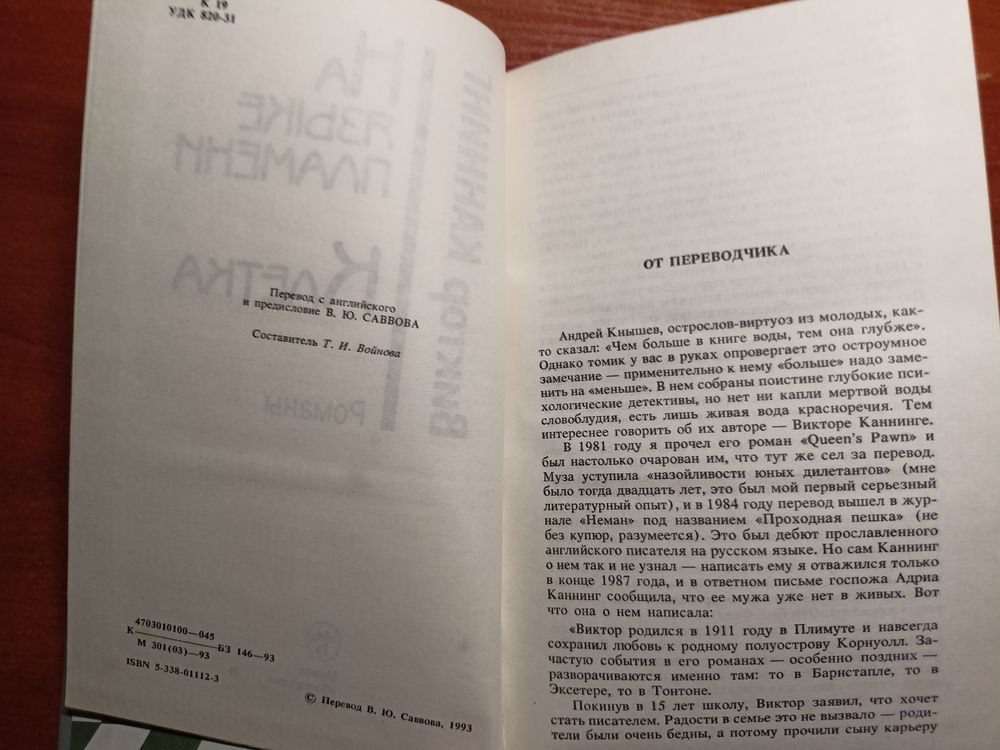 К 19
УДК 820-31
На
языке
пламени
Клетка
Романы
Виктор Каннинг
Перевод с английского
и предисловие В. Ю. САВВОВА
Составитель Т. И. Войнова
4703010100—045
К——————БЗ 146—93
М 301(03)—93
ISBN 5-338-01112-3
© Перевод В. Ю. Саввова, 1993
ОТ ПЕРЕВОДЧИКА
Андрей Кнышев, острослов-виртуоз из молодых, как-
то сказал: «Чем больше в книге воды, тем она глубже».
Однако томик у вас в руках опровергает это остроумное
замечание — применительно к нему «больше» надо заме-
нить на «меньше». В нем собраны поистине глубокие пси-
хологические детективы, но нет ни капли мертвой воды
словоблудия, есть лишь живая вода красноречия. Тем
интереснее говорить об их авторе — Викторе Каннинге.
В 1981 году я прочел его роман «Queen's Pawn» и
был настолько очарован им, что тут же сел за перевод.
Муза уступила «назойливости юных дилетантов» (мне
было тогда двадцать лет, это был мой первый серьезный
литературный опыт), и в 1984 году перевод вышел в жур-
нале «Неман» под названием «Проходная пешка» (не
без купюр, разумеется). Это был дебют прославленного
английского писателя на русском языке. Но сам Каннинг
о нем так и не узнал — написать ему я отважился только
в конце 1987 года, и в ответном письме госпожа Адриа
Каннинг сообщила, что ее мужа уже нет в живых. Вот
что она о нем написала:
«Виктор родился в 1911 году в Плимуте и навсегда
сохранил любовь к родному полуострову Корнуолл. За-
частую события в его романах — особенно поздних —
разворачиваются именно там: то в Барнстапле, то в
Эксетере, то в Тонтоне.
Покинув в 15 лет школу, Виктор заявил, что хочет
стать писателем. Радости в семье это не вызвало — роди-
тели были очень бедны, а потому прочили сыну карьеру